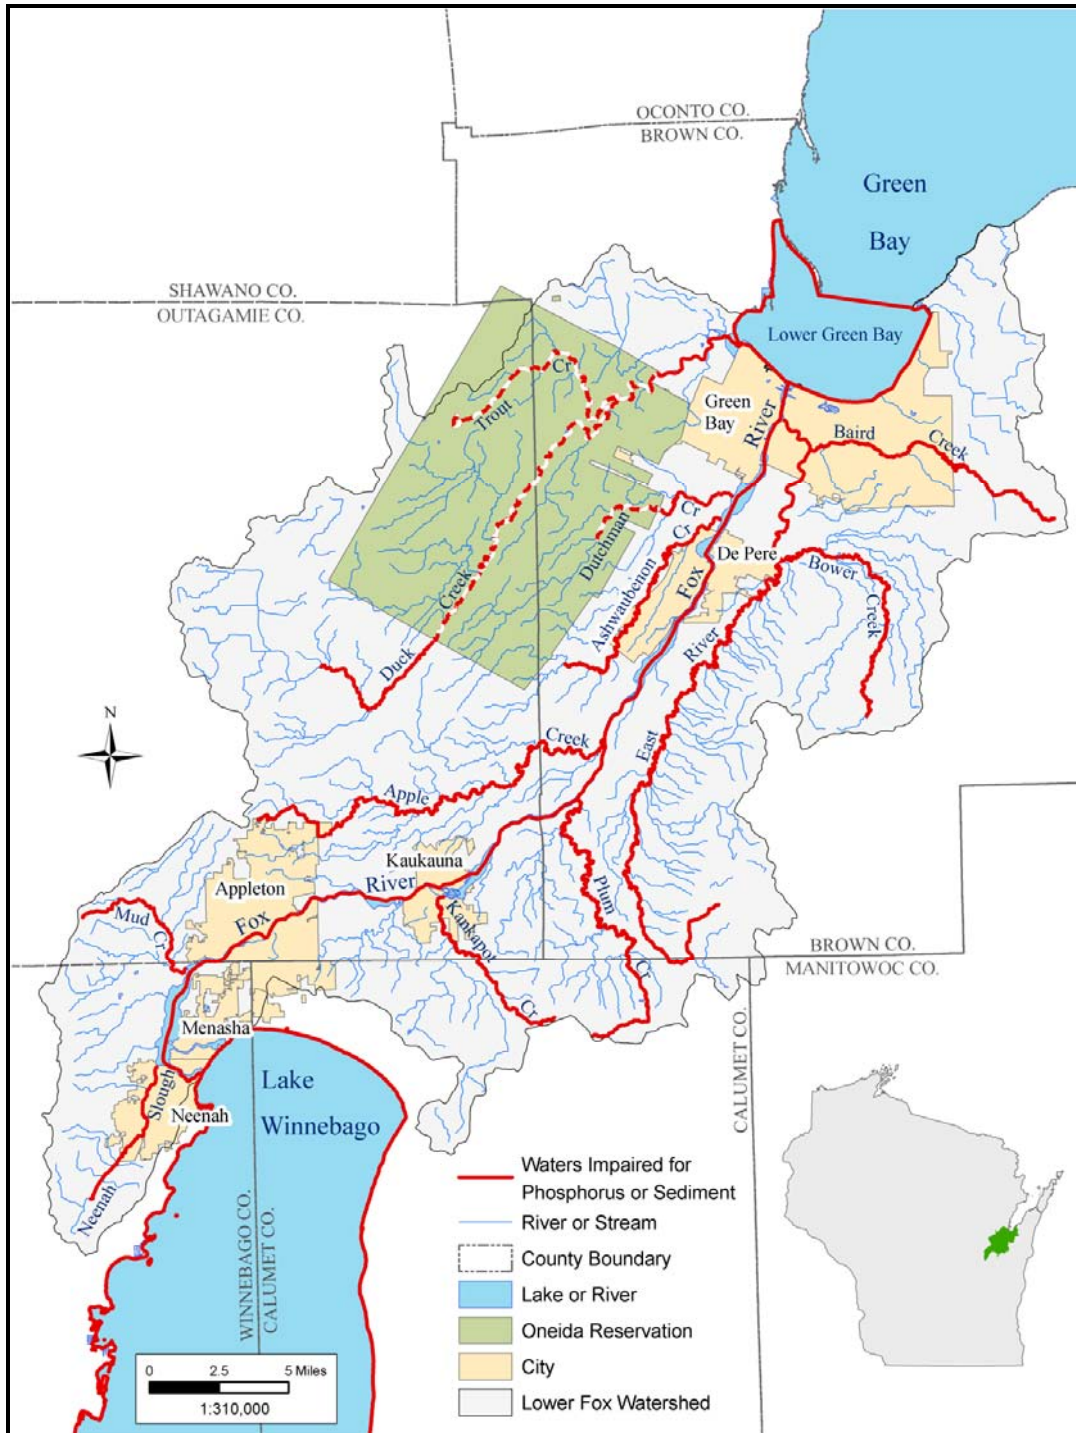 OCONTO CO.
BROWN CO.
Green
Bay
SHAWANO CO.
OUTAGAMIE CO.
Lower Green Bay
Cr
Trout
Green
Bay
River
Baird
Creek
Cr
Cr
Dutchman
De Pere
Bower
Creek
Ashwaubenon
Fox
Creek
Duck
River
East
N
Creek
Apple
Kaukauna
River
Appleton
Fox
Plum
Cr
Kankapot
Cr
Mud
Cr
BROWN CO.
MANITOWOC CO.
Menasha
CALUMET CO.
Lake
Winnebago
Slough
Neenah
Neenah
WINNEBAGO CO.
CALUMET CO.
Waters Impaired for
Phosphorus or Sediment
River or Stream
County Boundary
Lake or River
Oneida Reservation
City
Lower Fox Watershed
0 2.5 5 Miles
1:310,000